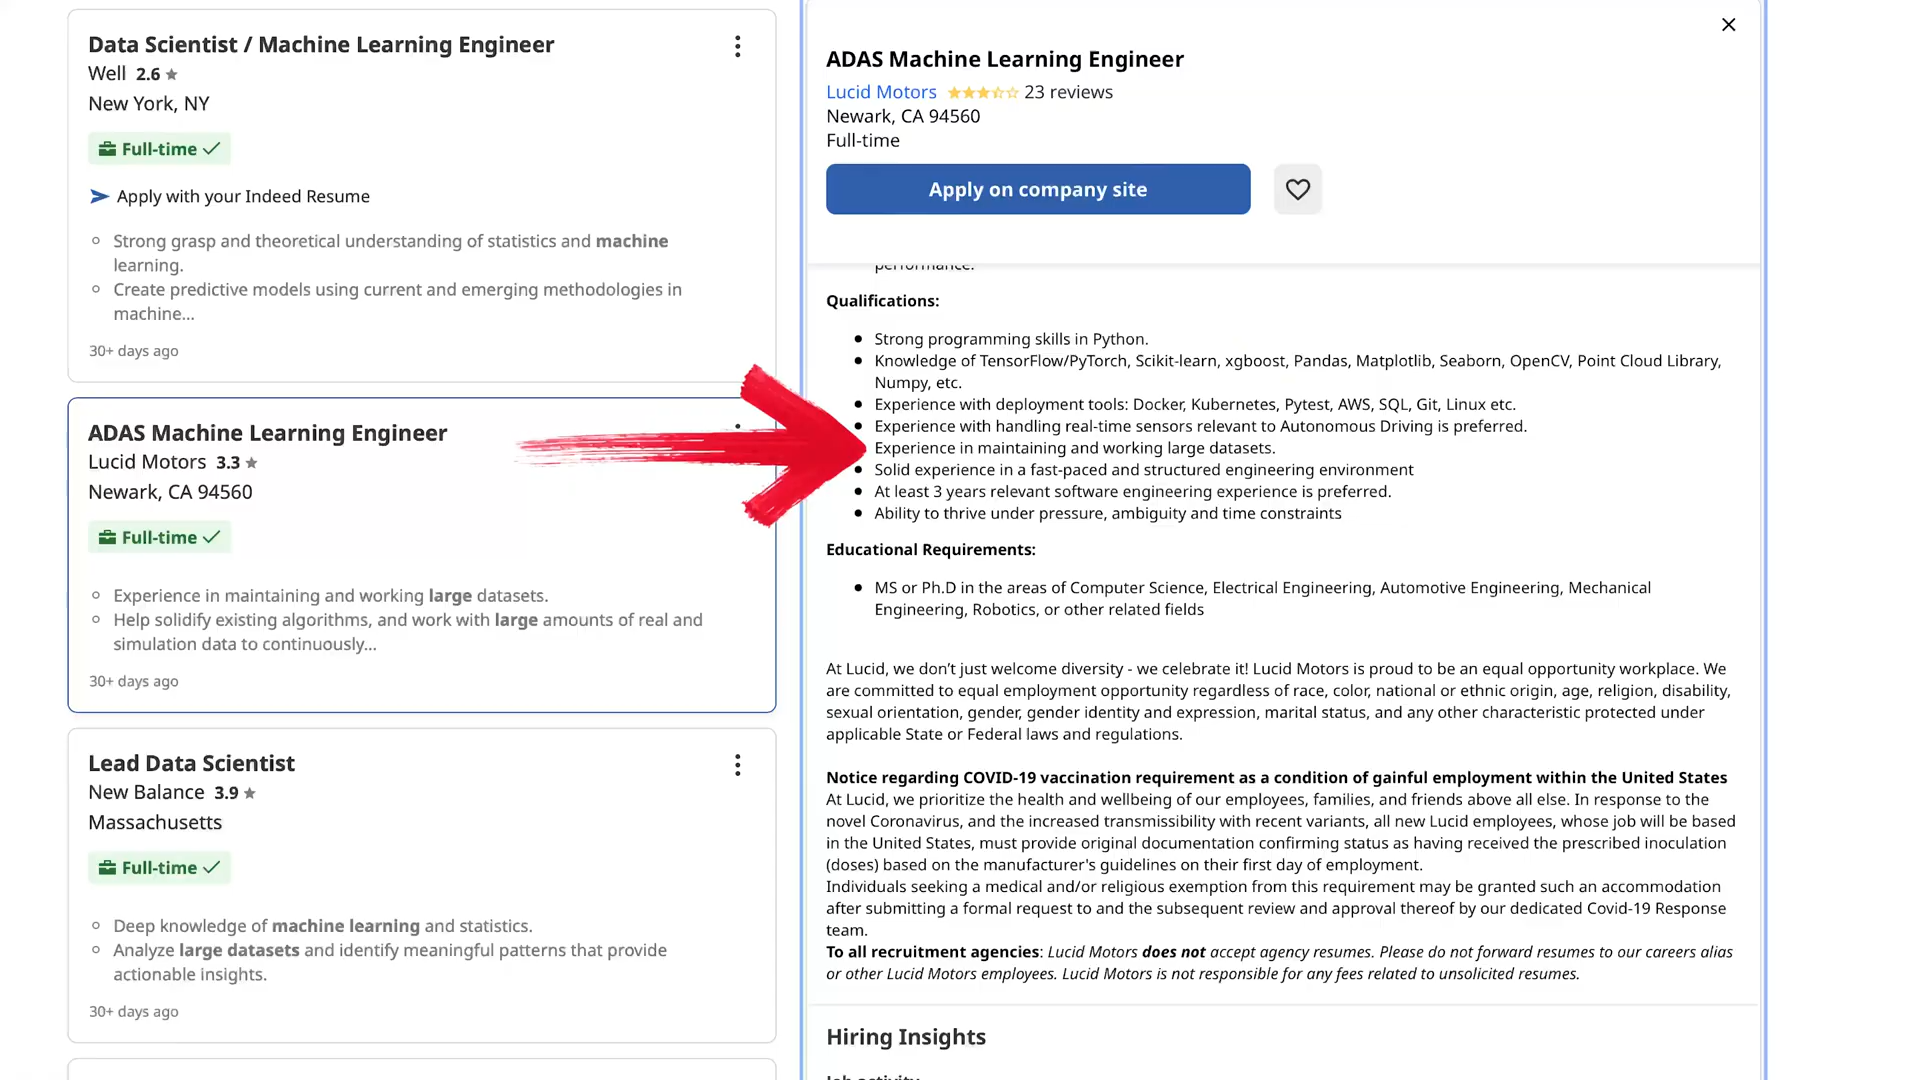 Data Scientist / Machine Learning Engineer
Well 2.6
New York, NY
Full-time
Apply with your Indeed Resume
Strong grasp and theoretical understanding of statistics and machine
learning.
Create predictive models using current and emerging methodologies in
machine...
30+ days ago
ADAS Machine Learning Engineer
Lucid Motors 3.3
Newark, CA 94560
Full-time
Experience in maintaining and working large datasets.
Help solidify existing algorithms, and work with large amounts of real and
simulation data to continuously...
30+ days ago
Lead Data Scientist
New Balance 3.9
Massachusetts
Full-time
Deep knowledge of machine learning and statistics.
Analyze large datasets and identify meaningful patterns that provide
actionable insights.
30+ days ago
ADAS Machine Learning Engineer
Lucid Motors 23 reviews
Newark, CA 94560
Full-time
Apply on company site
performance.
Qualifications:
Strong programming skills in Python.
Knowledge of TensorFlow/PyTorch, Scikit-learn, xgboost, Pandas, Matplotlib, Seaborn, OpenCV, Point Cloud Library,
Numpy, etc.
Experience with deployment tools: Docker, Kubernetes, Pytest, AWS, SQL, Git, Linux etc.
Experience with handling real-time sensors relevant to Autonomous Driving is preferred.
Experience in maintaining and working large datasets.
Solid experience in a fast-paced and structured engineering environment
At least 3 years relevant software engineering experience is preferred.
Ability to thrive under pressure, ambiguity and time constraints
Educational Requirements:
MS or Ph.D in the areas of Computer Science, Electrical Engineering, Automotive Engineering, Mechanical
Engineering, Robotics, or other related fields
At Lucid, we don't just welcome diversity - we celebrate it! Lucid Motors is proud to be an equal opportunity workplace. We
are committed to equal employment opportunity regardless of race, color, national or ethnic origin, age, religion, disability,
sexual orientation, gender, gender identity and expression, marital status, and any other characteristic protected under
applicable State or Federal laws and regulations.
Notice regarding COVID-19 vaccination requirement as a condition of gainful employment within the United States
At Lucid, we prioritize the health and wellbeing of our employees, families, and friends above all else. In response to the
novel Coronavirus, and the increased transmissibility with recent variants, all new Lucid employees, whose job will be based
in the United States, must provide original documentation confirming status as having received the prescribed inoculation
(doses) based on the manufacturer's guidelines on their first day of employment.
Individuals seeking a medical and/or religious exemption from this requirement may be granted such an accommodation
after submitting a formal request to and the subsequent review and approval thereof by our dedicated Covid-19 Response
team.
To all recruitment agencies: Lucid Motors does not accept agency resumes. Please do not forward resumes to our careers alias
or other Lucid Motors employees. Lucid Motors is not responsible for any fees related to unsolicited resumes.
Hiring Insights
Job activity